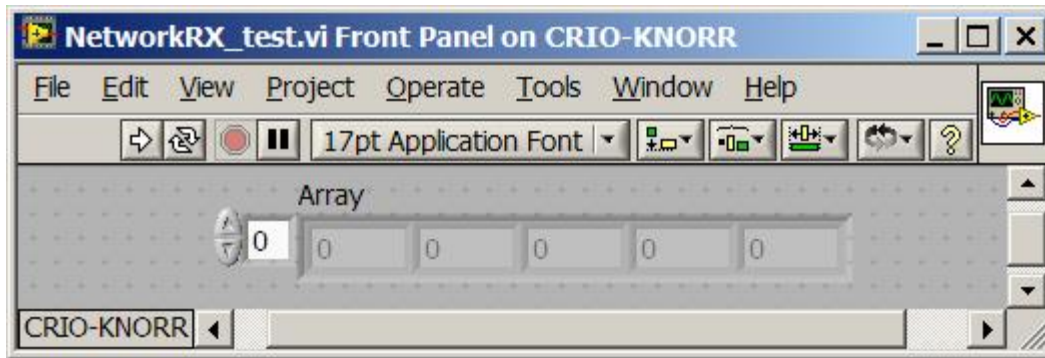 NetworkRX_test.vi Front Panel on CRIO-KNORR
File Edit View Project Operate Tools Window Help
17pt Application Font ?
Array
0 0 0 0 0 0
CRIO-KNORR